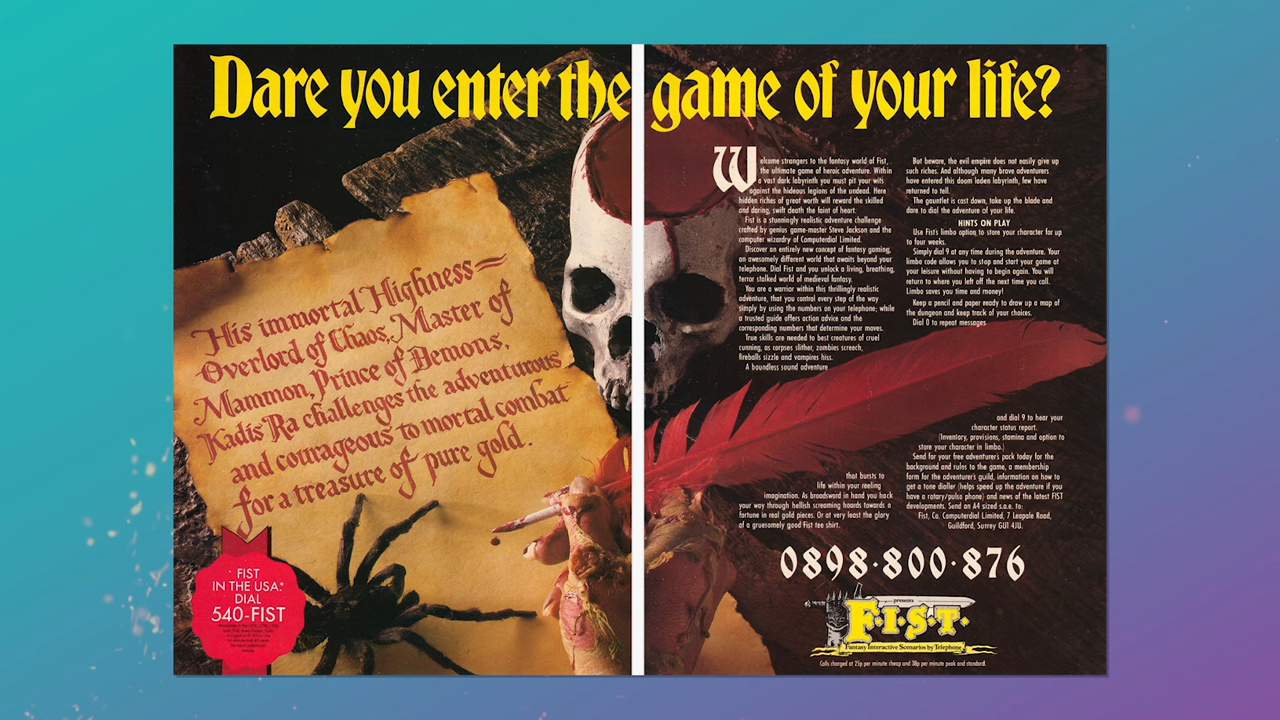 Dare you enter the game of your life?
His immortal Highness—
Overlord of Chaos, Master of
Mammon, Prince of Demons,
Kadis Ra challenges the adventurous
and courageous to mortal combat
for a treasure of pure gold.
FIST
IN THE USA.*
DIAL
540-FIST
Welcome strangers to the fantasy world of Fist,
the ultimate game of heroic adventure. Within
a vast dark labyrinth you must pit your wits
against the hideous legions of the undead. Here
hidden riches of great worth will reward the skilled
and daring, swift death the faint of heart.
Fist is a stunningly realistic adventure challenge
crafted by genius game-master Steve Jackson and the
computer wizardry of Computerdial Limited.
Discover an entirely new concept of fantasy gaming,
an awesomely different world that awaits beyond your
telephone. Dial Fist and you unlock a living, breathing,
terror stalked world of medieval fantasy.
You are a warrior within this thrillingly realistic
adventure, that you control every step of the way
simply by using the numbers on your telephone; while
a trusted guide offers action advice and the
corresponding numbers that determine your moves.
True skills are needed to best creatures of cruel
cunning, as corpses slither, zombies screech,
fireballs sizzle and vampires hiss.
A boundless sound adventure
that bursts to
life within your reeling
imagination. As broadsword in hand you hack
your way through hellish screaming hoards towards a
fortune in real gold pieces. Or at very least the glory
of a gruesomely good Fist tee shirt.
But beware, the evil empire does not easily give up
such riches. And although many brave adventurers
have entered this doom laden labyrinth, few have
returned to tell.
The gauntlet is cast down, take up the blade and
dare to dial the adventure of your life.
HINTS ON PLAY
Use Fist's limbo option to store your character for up
to four weeks.
Simply dial 9 at any time during the adventure. Your
limbo code allows you to stop and start your game at
your leisure without having to begin again. You will
return to where you left off the next time you call.
Limbo saves you time and money!
Keep a pencil and paper ready to draw up a map of
the dungeon and keep track of your choices.
Dial 0 to repeat messages
and dial 9 to hear your
character status report.
(Inventory, provisions, stamina and option to
store your character in limbo.)
Send for your free adventurer's pack today for the
background and rules to the game, a membership
form for the adventurer's guild, information on how to
get a tone dialler (helps speed up the adventure if you
have a rotary/pulse phone) and news of the latest FIST
developments. Send an A4 sized s.a.e. to:
Fist, Co. Computerdial Limited, 7 Leapale Road,
Guildford, Surrey GU1 4JU.
0898·800·876
presents
F·I·S·T·
Fantasy Interactive Scenarios by Telephone
Calls charged at 25p per minute cheap and 38p per minute peak and standard.